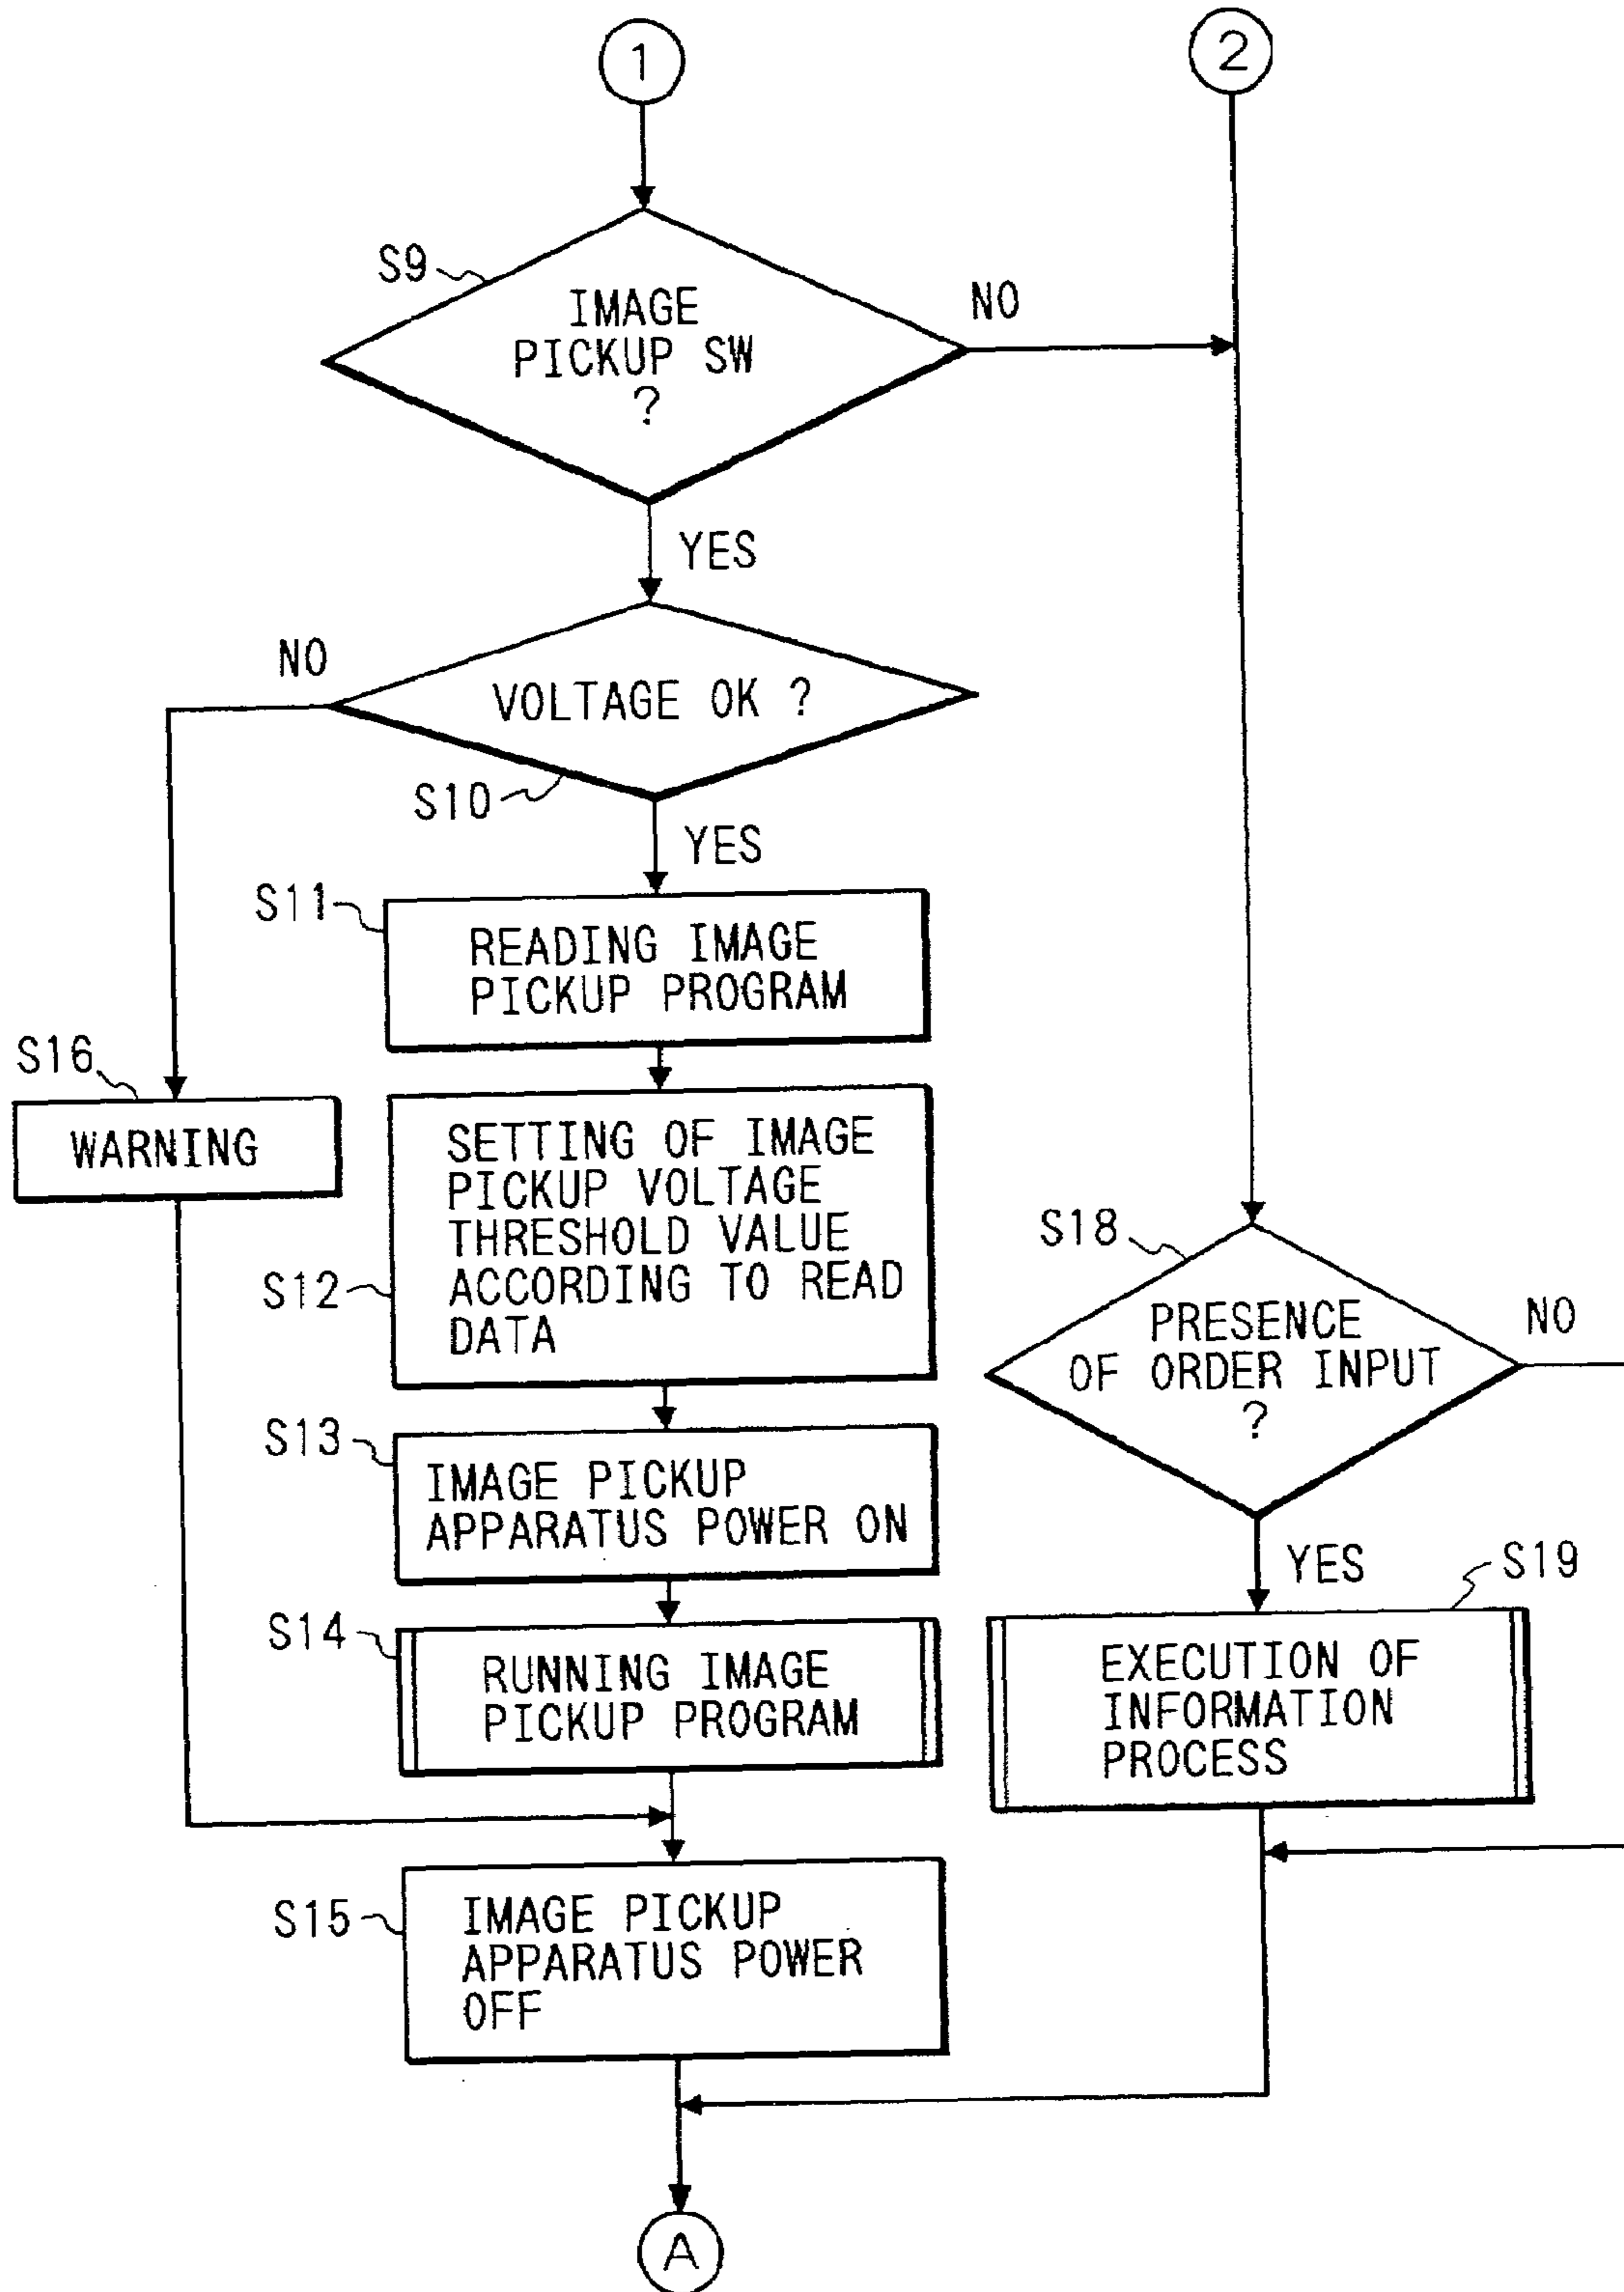 1
2
S9
IMAGE
PICKUP SW
?
NO
YES
NO
VOLTAGE OK ?
S10
YES
S11
READING IMAGE
PICKUP PROGRAM
S16
WARNING
S12
SETTING OF IMAGE
PICKUP VOLTAGE
THRESHOLD VALUE
ACCORDING TO READ
DATA
S18
PRESENCE
OF ORDER INPUT
?
NO
S13
IMAGE PICKUP
APPARATUS POWER ON
YES
S19
S14
RUNNING IMAGE
PICKUP PROGRAM
EXECUTION OF
INFORMATION
PROCESS
S15
IMAGE PICKUP
APPARATUS POWER
OFF
A